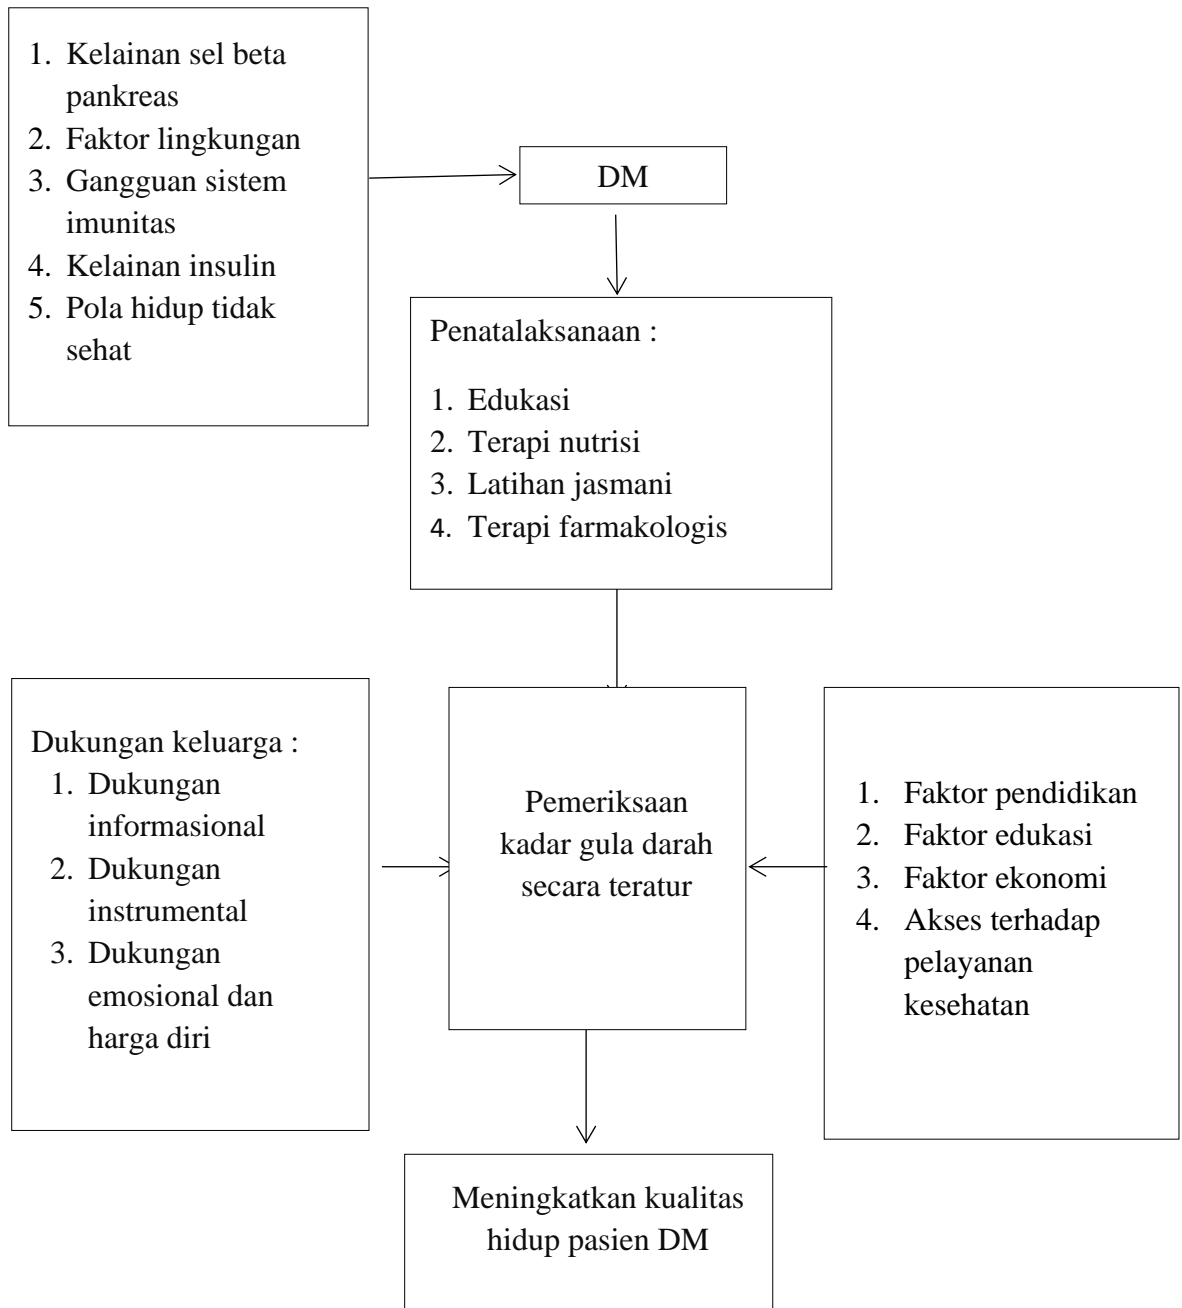 1. Kelainan sel beta
pankreas
2. Faktor lingkungan
3. Gangguan sistem
imunitas
4. Kelainan insulin
5. Pola hidup tidak
sehat
DM
Penatalaksanaan :
1. Edukasi
2. Terapi nutrisi
3. Latihan jasmani
4. Terapi farmakologis
Dukungan keluarga :
1. Dukungan
informasional
2. Dukungan
instrumental
3. Dukungan
emosional dan
harga diri
Pemeriksaan
kadar gula darah
secara teratur
1. Faktor pendidikan
2. Faktor edukasi
3. Faktor ekonomi
4. Akses terhadap
pelayanan
kesehatan
Meningkatkan kualitas
hidup pasien DM